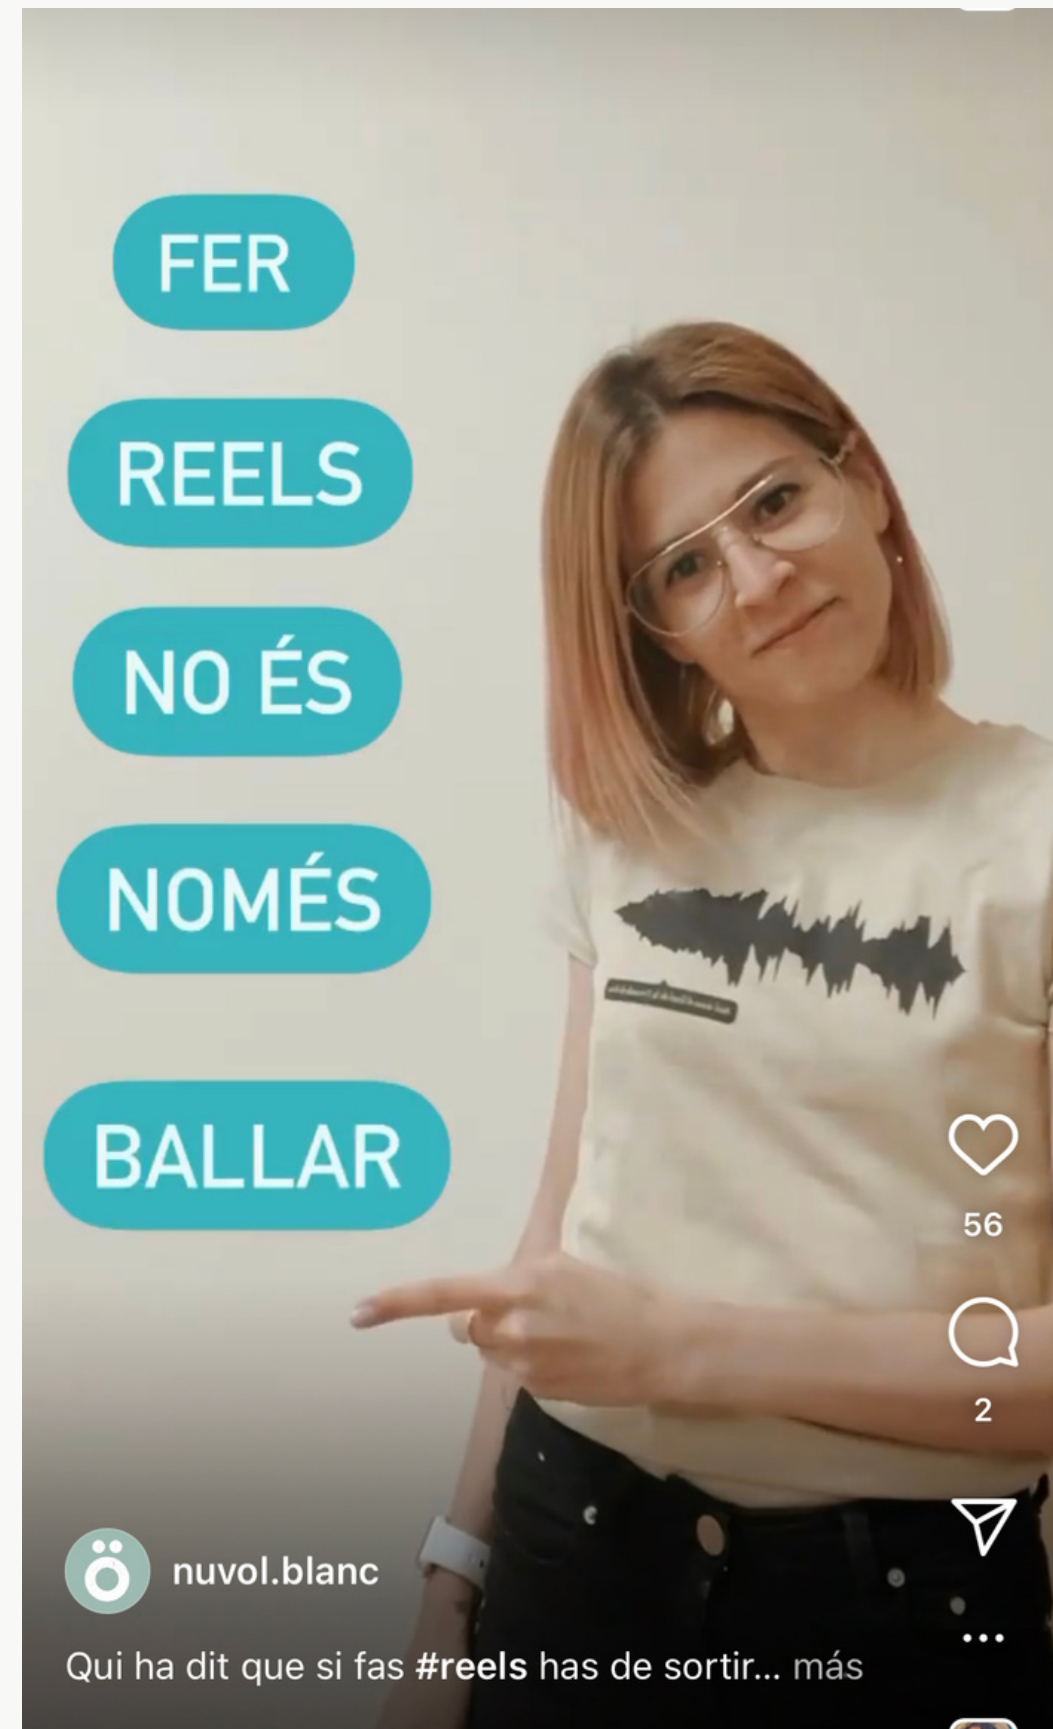 FER
REELS
NO ÉS
NOMÉS
BALLAR
56
2
nuvol.blanc
Qui ha dit que si fas #reels has de sortir... más